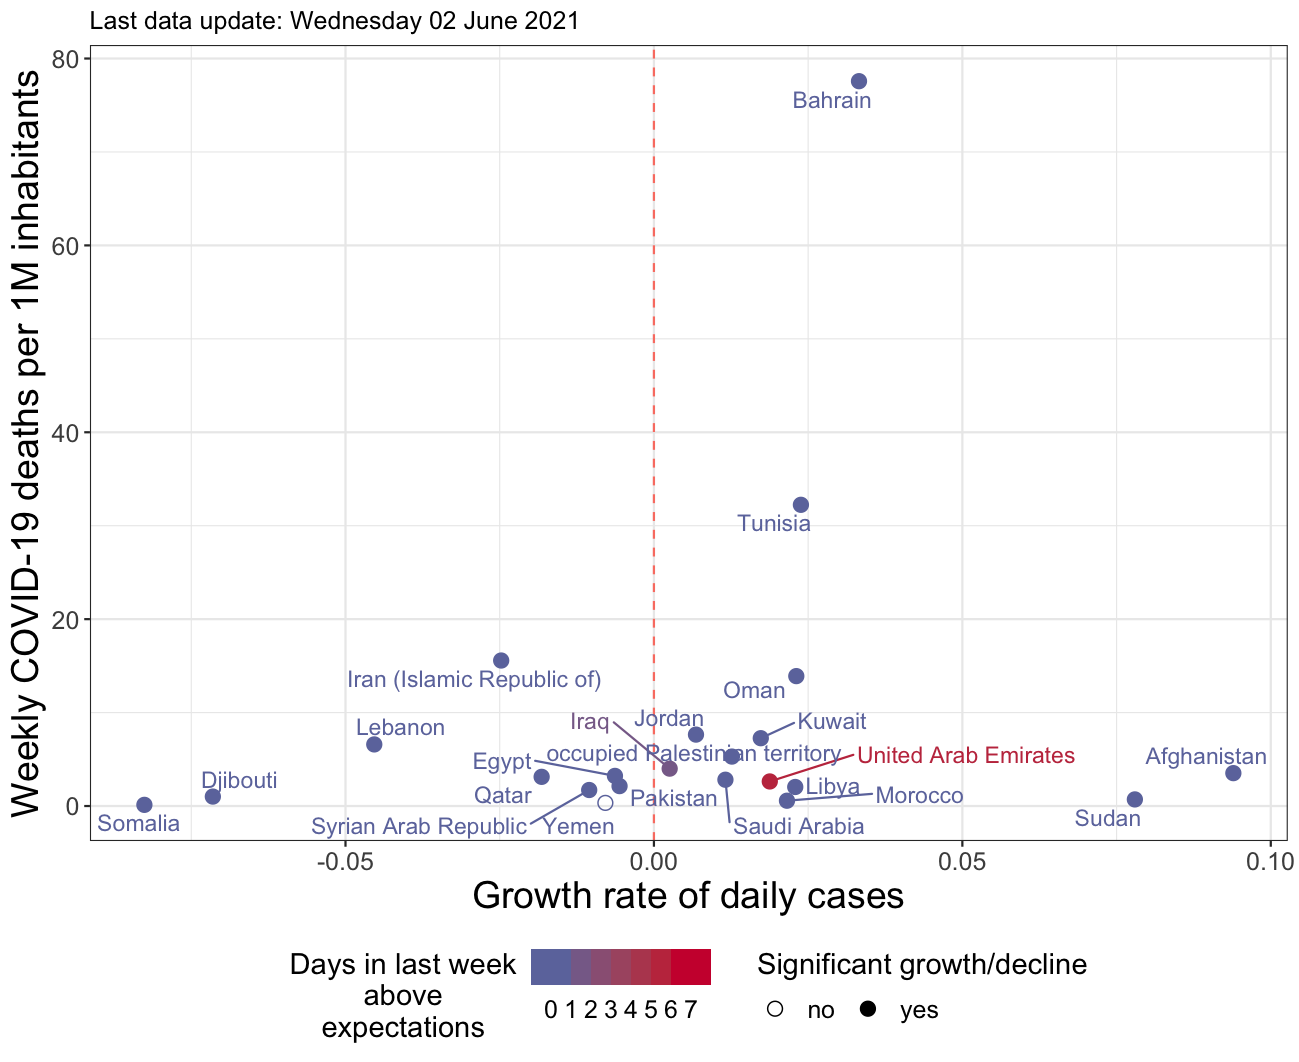 Last data update: Wednesday 02 June 2021
Weekly COVID-19 deaths per 1M inhabitants
80
60
40
20
0
Bahrain
Tunisia
Iran (Islamic Republic of)
Oman
Lebanon
Iraq
Jordan
Kuwait
occupied Palestinian territory
United Arab Emirates
Afghanistan
Egypt
Djibouti
Qatar
Pakistan
Libya
Morocco
Somalia
Syrian Arab Republic
Yemen
Saudi Arabia
Sudan
-0.05
0.00
0.05
0.10
Growth rate of daily cases
Days in last week
above
expectations
0 1 2 3 4 5 6 7
Significant growth/decline
no
yes